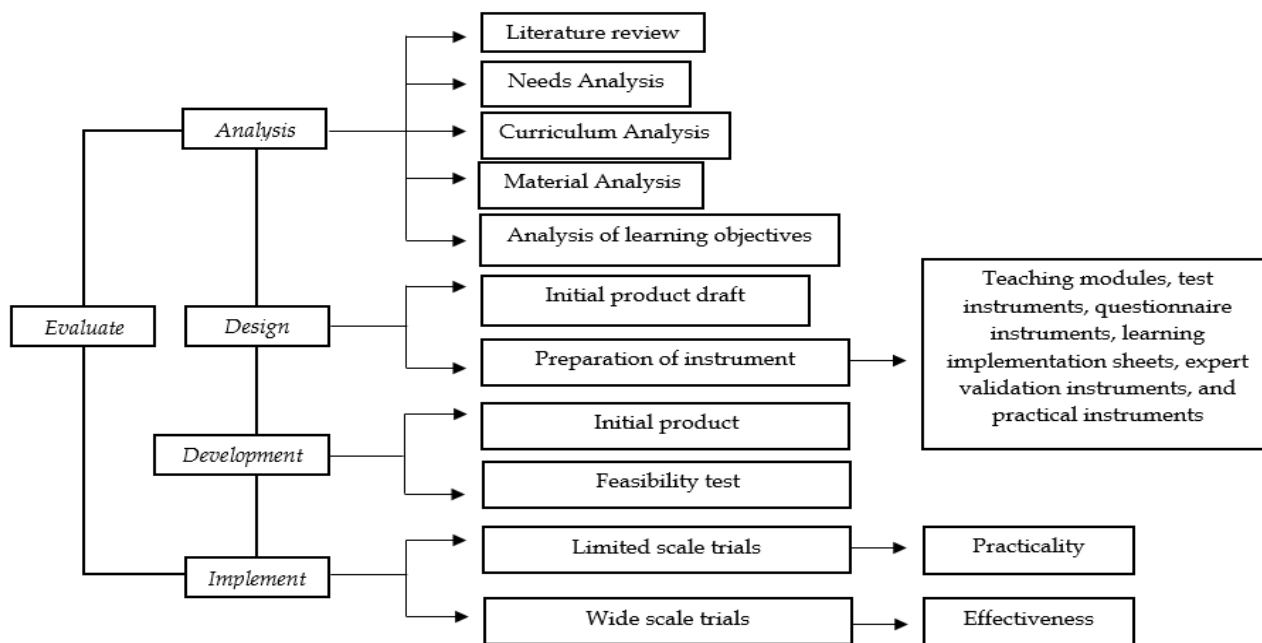 Literature review
Needs Analysis
Analysis
Curriculum Analysis
Material Analysis
Analysis of learning objectives
Evaluate
Design
Initial product draft
Preparation of instrument
Teaching modules, test
instruments, questionnaire
instruments, learning
implementation sheets, expert
validation instruments, and
practical instruments
Development
Initial product
Feasibility test
Implement
Limited scale trials
Practicality
Wide scale trials
Effectiveness